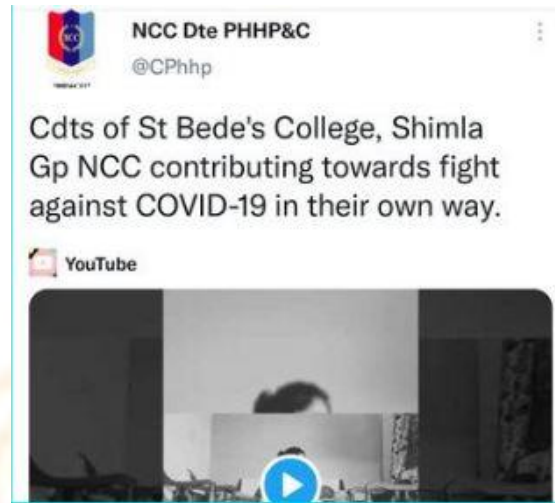 NCC Dte PHHP&C
@CPhhp
NCC
Cdts of St Bede's College, Shimla
Gp NCC contributing towards fight
against COVID-19 in their own way.
YouTube